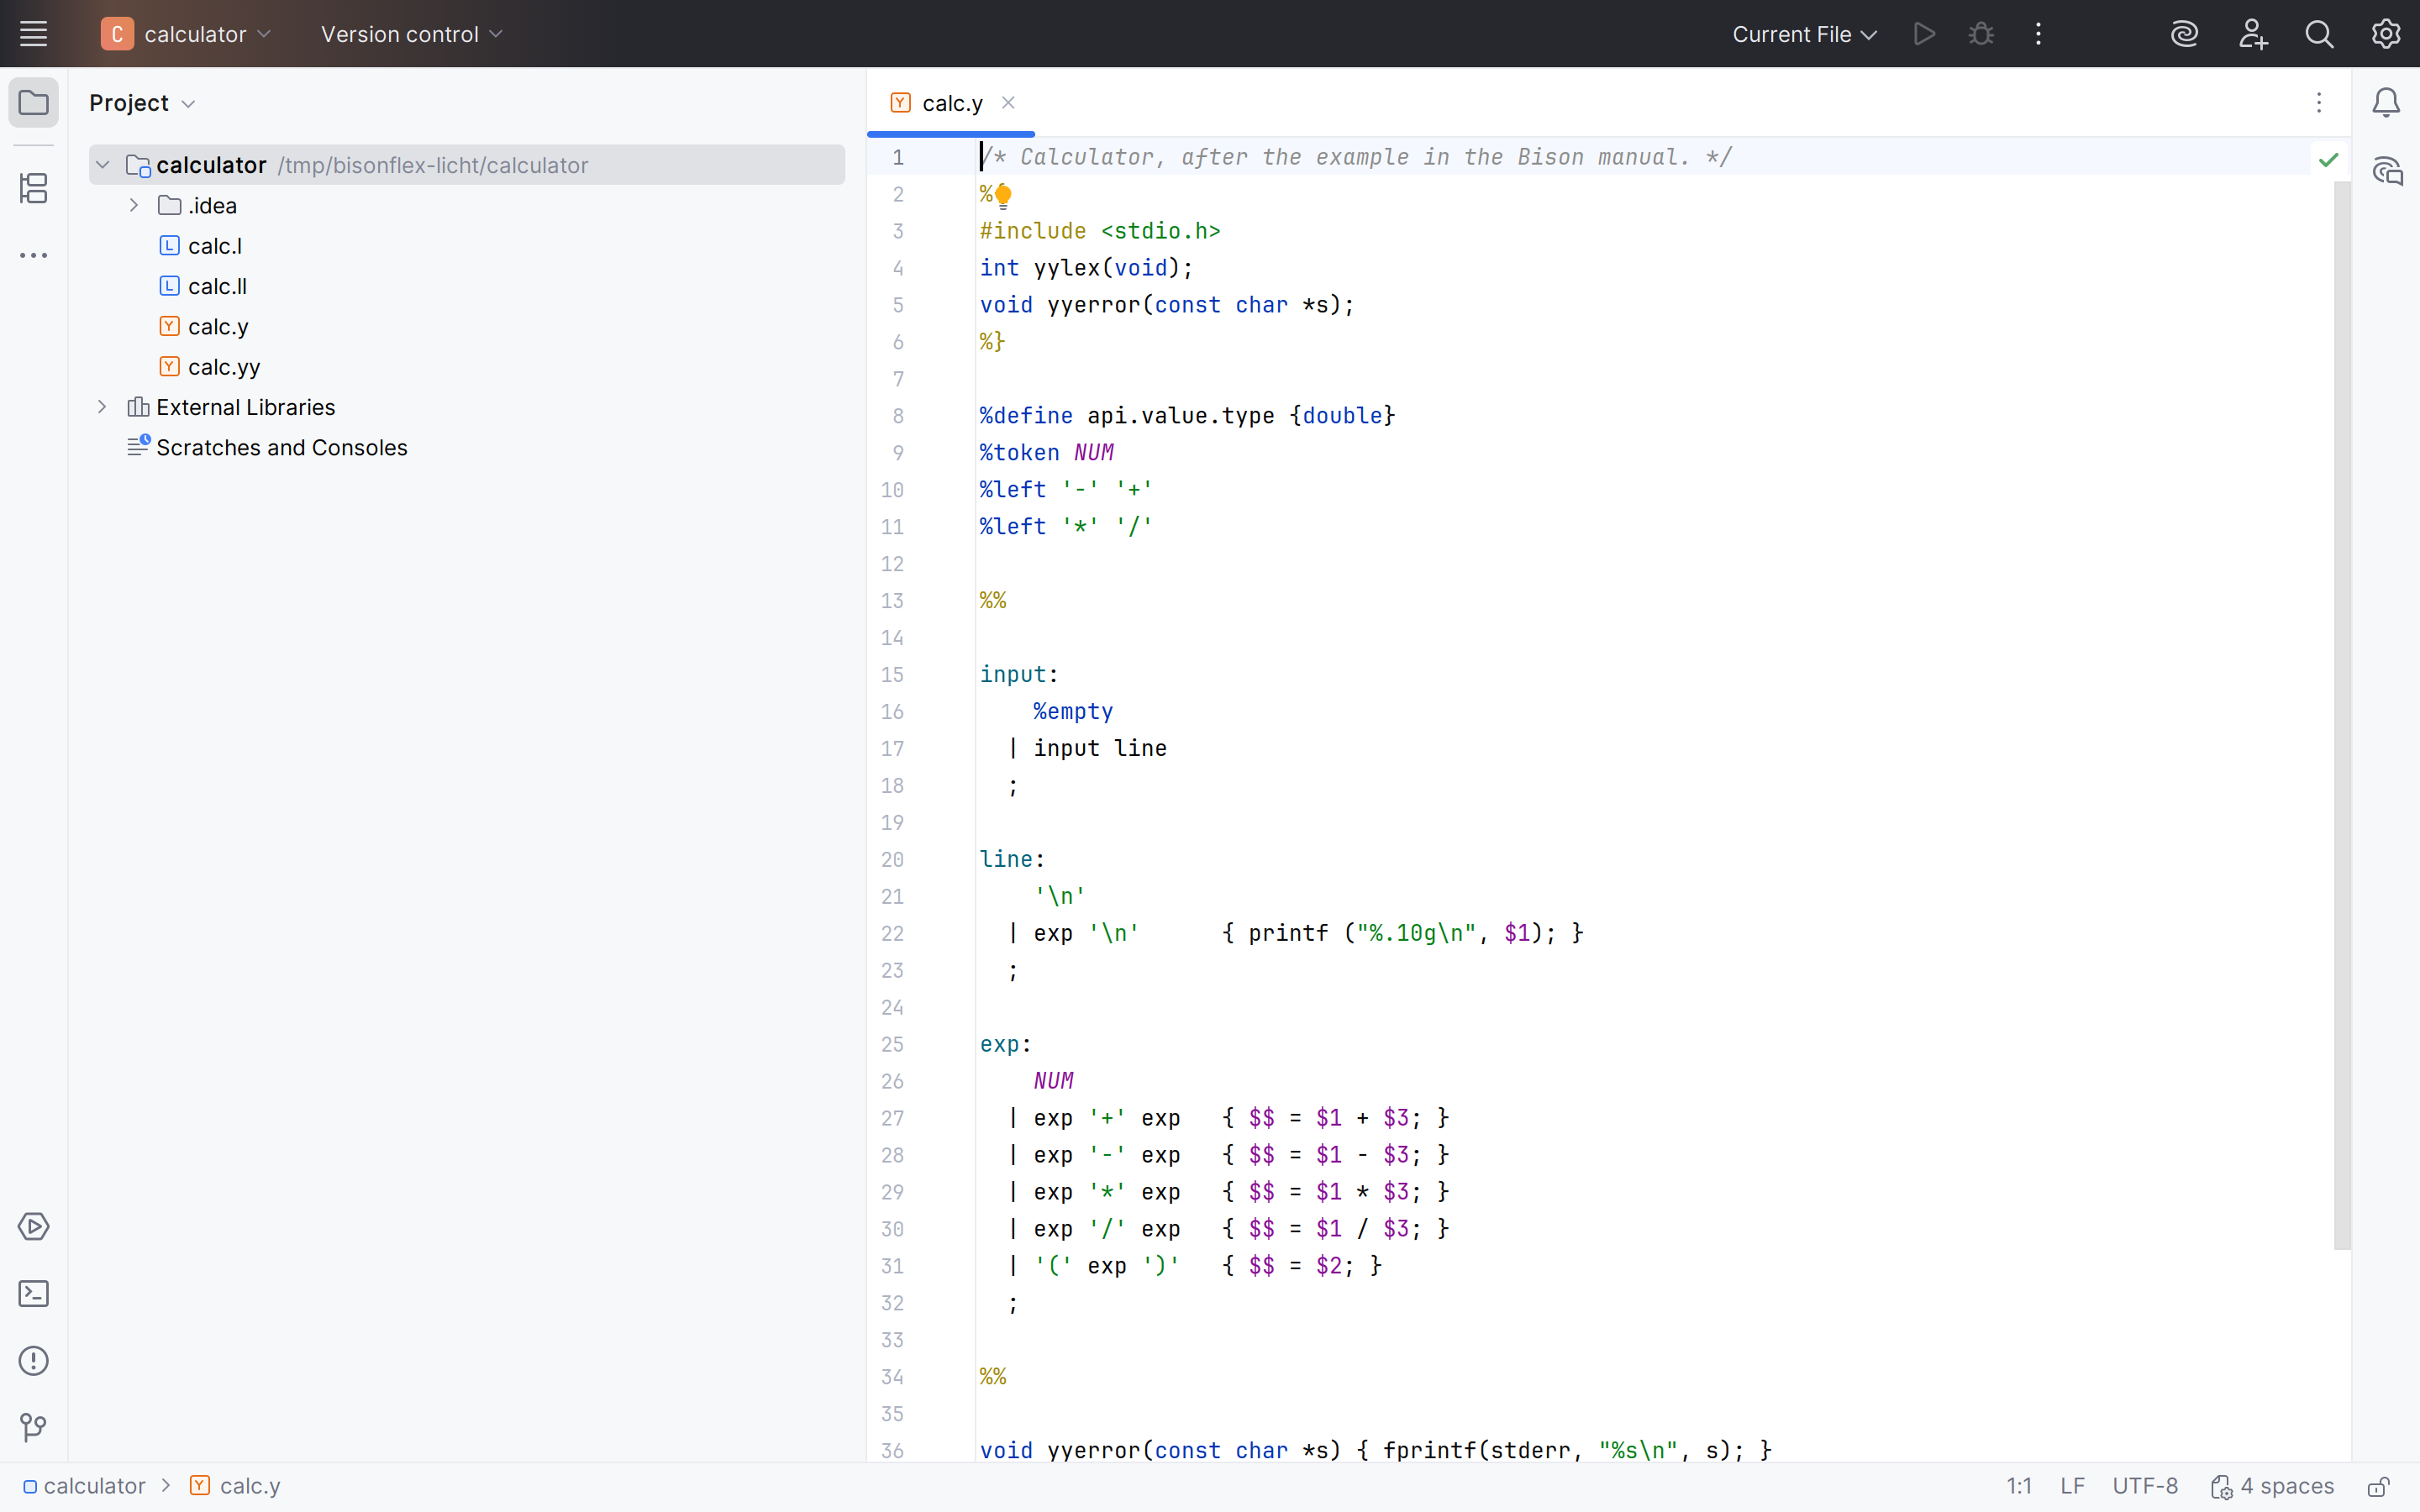 C calculator Version control Current File
Project
calculator /tmp/bisonflex-licht/calculator
.idea
L calc.l
L calc.ll
Y calc.y
Y calc.yy
External Libraries
Scratches and Consoles
Y calc.y
1 /* Calculator, after the example in the Bison manual. */
2 %
3 #include <stdio.h>
4 int yylex(void);
5 void yyerror(const char *s);
6 %}
7
8 %define api.value.type {double}
9 %token NUM
10 %left '-' '+'
11 %left '*' '/'
12
13 %%
14
15 input:
16     %empty
17   | input line
18   ;
19
20 line:
21     '\n'
22   | exp '\n'      { printf ("%.10g\n", $1); }
23   ;
24
25 exp:
26     NUM
27   | exp '+' exp   { $$ = $1 + $3; }
28   | exp '-' exp   { $$ = $1 - $3; }
29   | exp '*' exp   { $$ = $1 * $3; }
30   | exp '/' exp   { $$ = $1 / $3; }
31   | '(' exp ')'   { $$ = $2; }
32   ;
33
34 %%
35
36 void yyerror(const char *s) { fprintf(stderr, "%s\n", s); }
calculator > Y calc.y 1:1 LF UTF-8 4 spaces